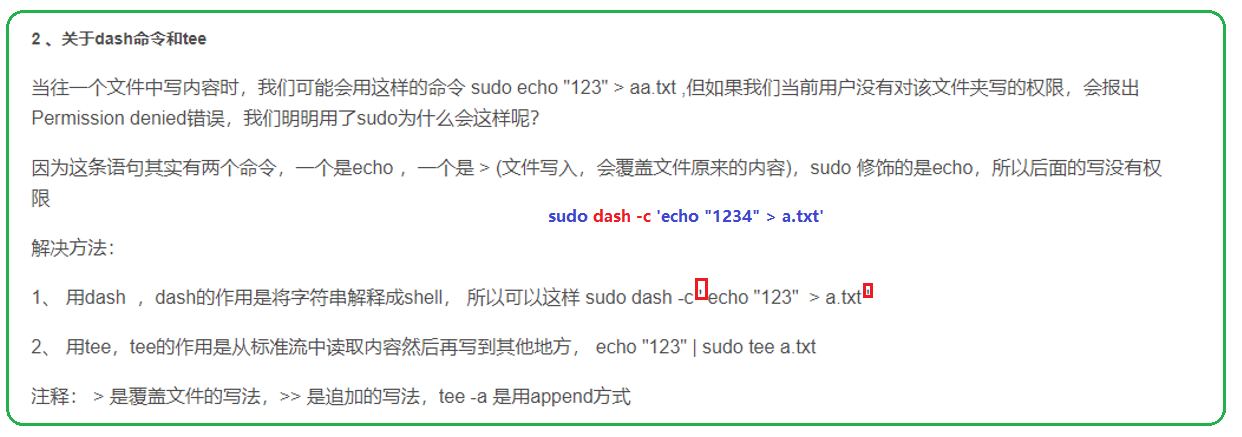 2 、关于dash命令和tee
当往一个文件中写内容时，我们可能会用这样的命令 sudo echo "123" > aa.txt ,但如果我们当前用户没有对该文件夹写的权限，会报出
Permission denied错误，我们明明用了sudo为什么会这样呢？
因为这条语句其实有两个命令，一个是echo ，一个是 > (文件写入，会覆盖文件原来的内容)，sudo 修饰的是echo，所以后面的写没有权
限
sudo dash -c 'echo "1234" > a.txt'
解决方法：
1、 用dash ，dash的作用是将字符串解释成shell， 所以可以这样 sudo dash -c ' echo "123"  > a.txt '
2、 用tee，tee的作用是从标准流中读取内容然后再写到其他地方， echo "123" | sudo tee a.txt
注释： > 是覆盖文件的写法，>> 是追加的写法，tee -a 是用append方式